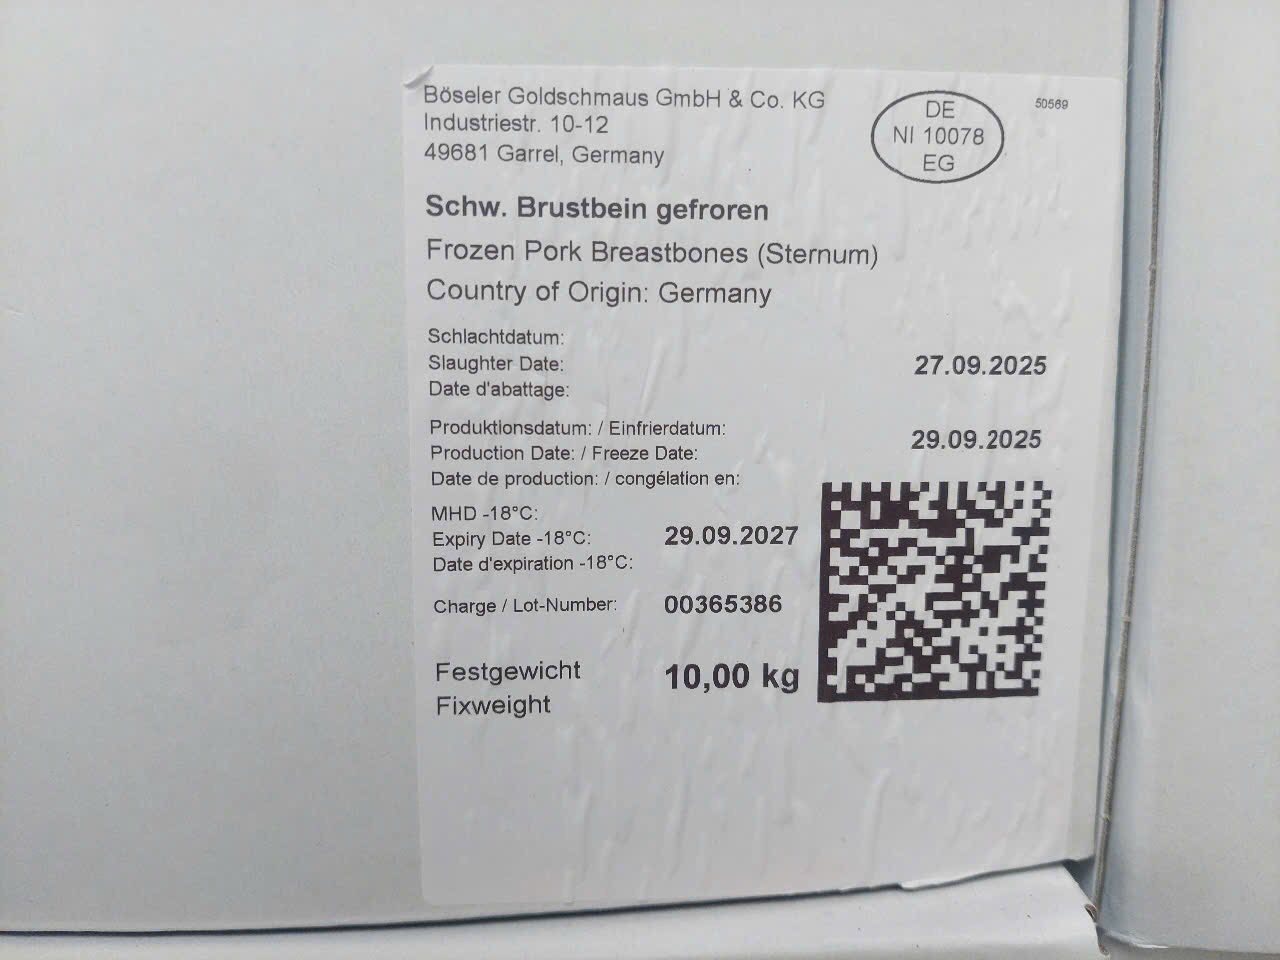 Böseler Goldschmaus GmbH & Co. KG
Industriestr. 10-12
49681 Garrel, Germany
DE
NI 10078
EG
50569
Schw. Brustbein gefroren
Frozen Pork Breastbones (Sternum)
Country of Origin: Germany
Schlachtdatum:
Slaughter Date: 27.09.2025
Date d'abattage:
Produktionsdatum: / Einfrierdatum:
Production Date: / Freeze Date: 29.09.2025
Date de production: / congélation en:
MHD -18°C:
Expiry Date -18°C: 29.09.2027
Date d'expiration -18°C:
Charge / Lot-Number: 00365386
Festgewicht 10,00 kg
Fixweight